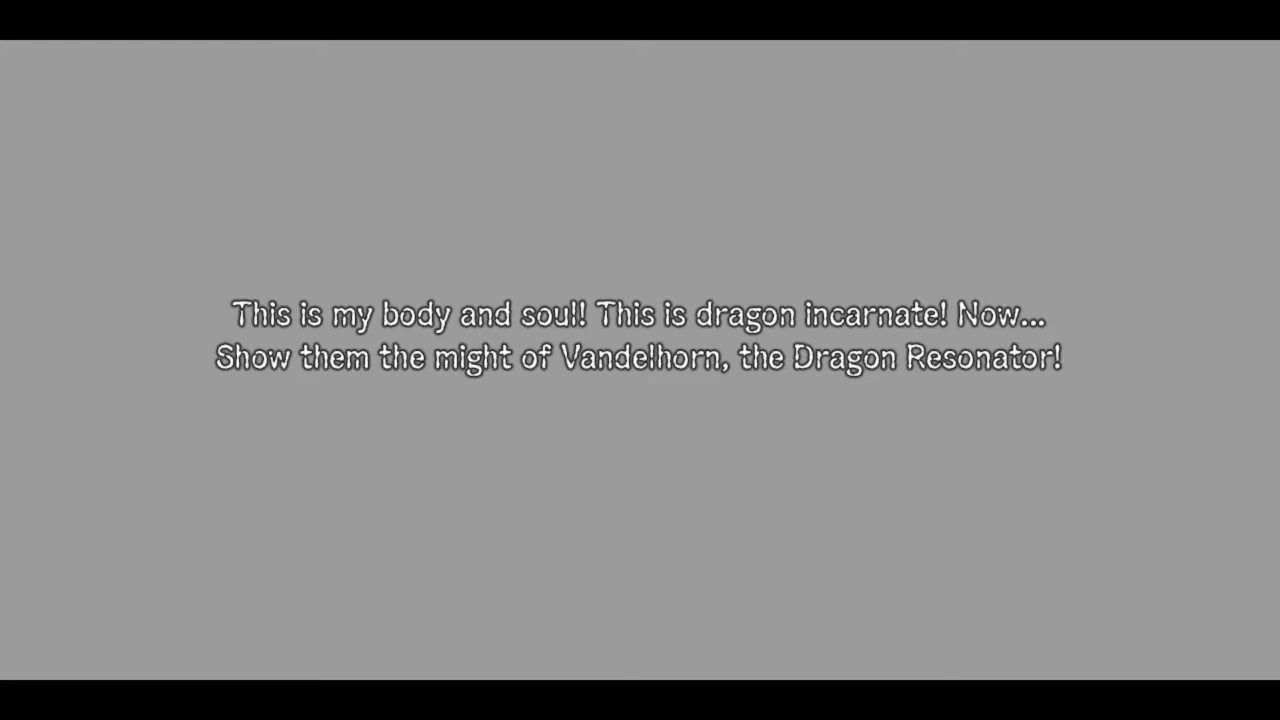 This is my body and soul! This is dragon incarnate! Now...
Show them the might of Vandelhorn, the Dragon Resonator!